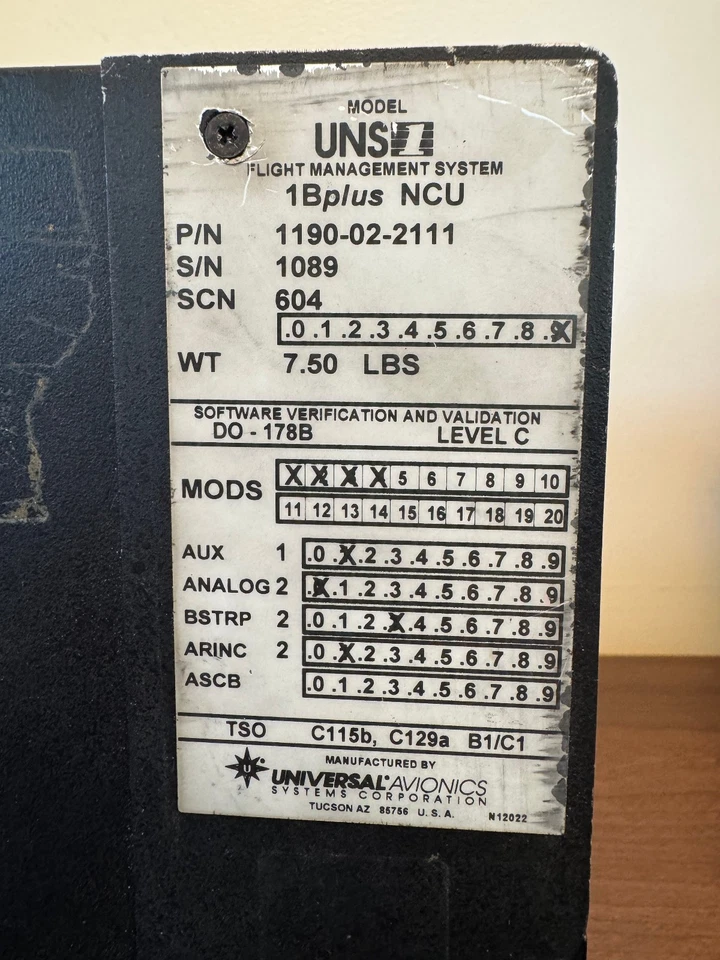 MODEL
UNS 1
FLIGHT MANAGEMENT SYSTEM
1Bplus NCU
P/N 1190-02-2111
S/N 1089
SCN 604
.0 .1 .2 .3 .4 .5 .6 .7 .8 .9X
WT 7.50 LBS
SOFTWARE VERIFICATION AND VALIDATION
DO - 178B LEVEL C
MODS X X X X 5 6 7 8 9 10
11 12 13 14 15 16 17 18 19 20
AUX 1 .0 .X .2 .3 .4 .5 .6 .7 .8 .9
ANALOG 2 .X .1 .2 .3 .4 .5 .6 .7 .8 .9
BSTRP 2 .0 .1 .2 .X .4 .5 .6 .7 .8 .9
ARINC 2 .0 .X .2 .3 .4 .5 .6 .7 .8 .9
ASCB .0 .1 .2 .3 .4 .5 .6 .7 .8 .9
TSO C115b, C129a B1/C1
MANUFACTURED BY
U UNIVERSAL® AVIONICS
SYSTEMS CORPORATION
TUCSON AZ 85756 U.S.A. N12022